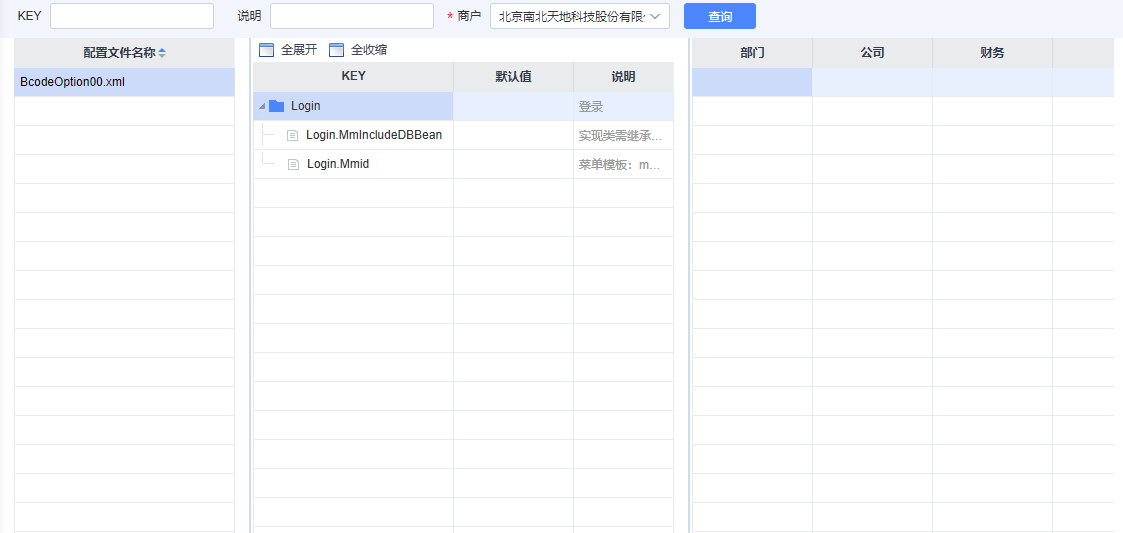 KEY 说明 * 商户 北京南北天地科技股份有限 查询
配置文件名称 全展开 全收缩 部门 公司 财务
KEY 默认值 说明
BcodeOption00.xml
Login 登录
Login.MmIncludeDBBean 实现类需继承...
Login.Mmid 菜单模板：m...